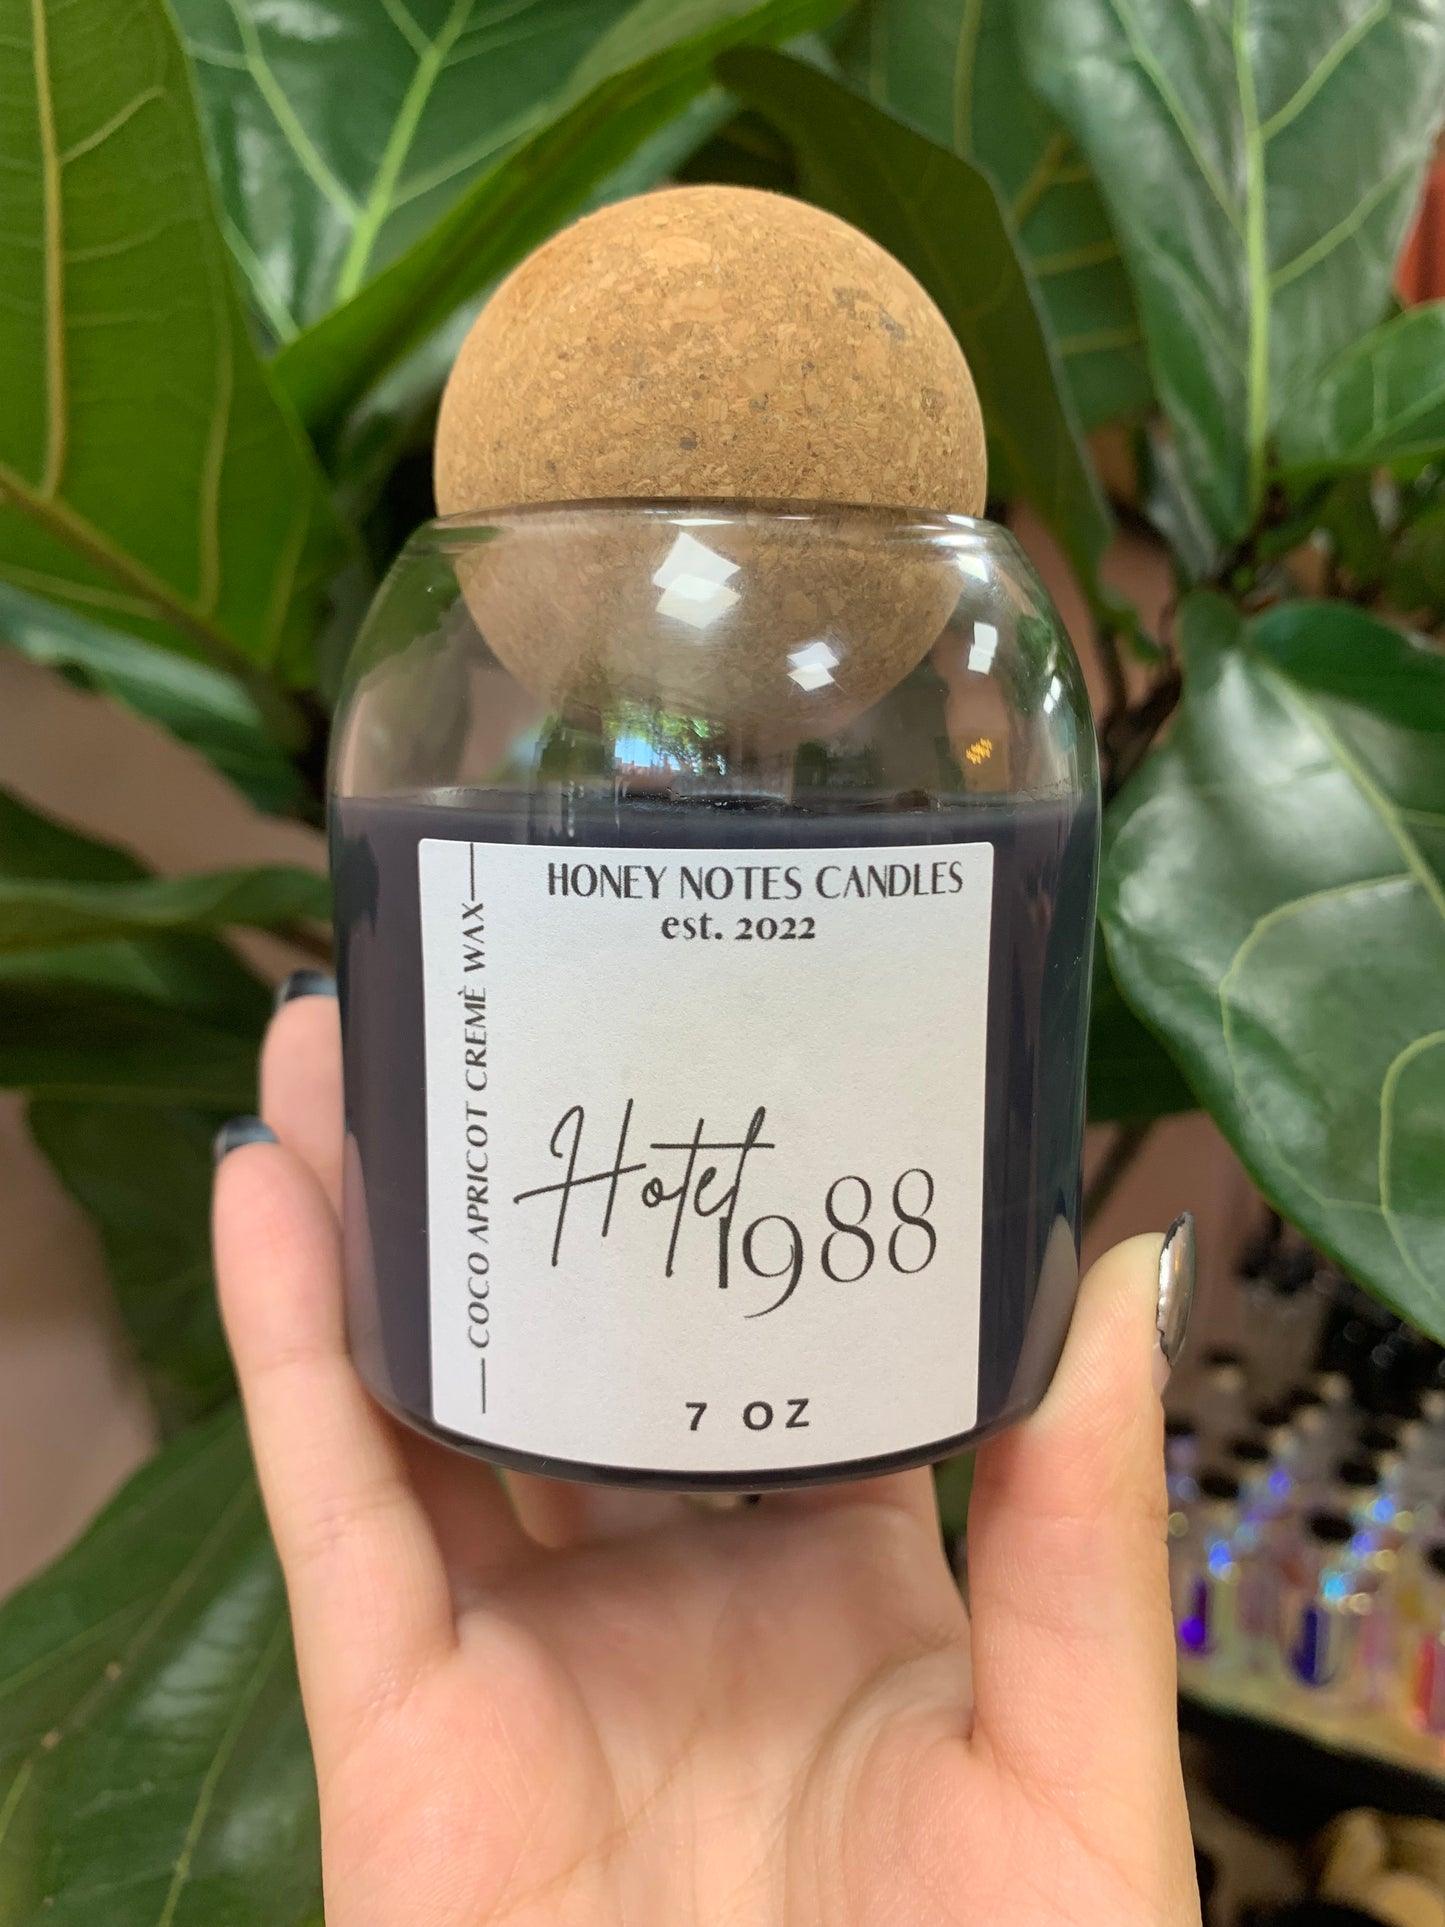 HONEY NOTES CANDLES
est. 2022
COCO APRICOT CREMÈ WAX
Hotel
1988
7 OZ